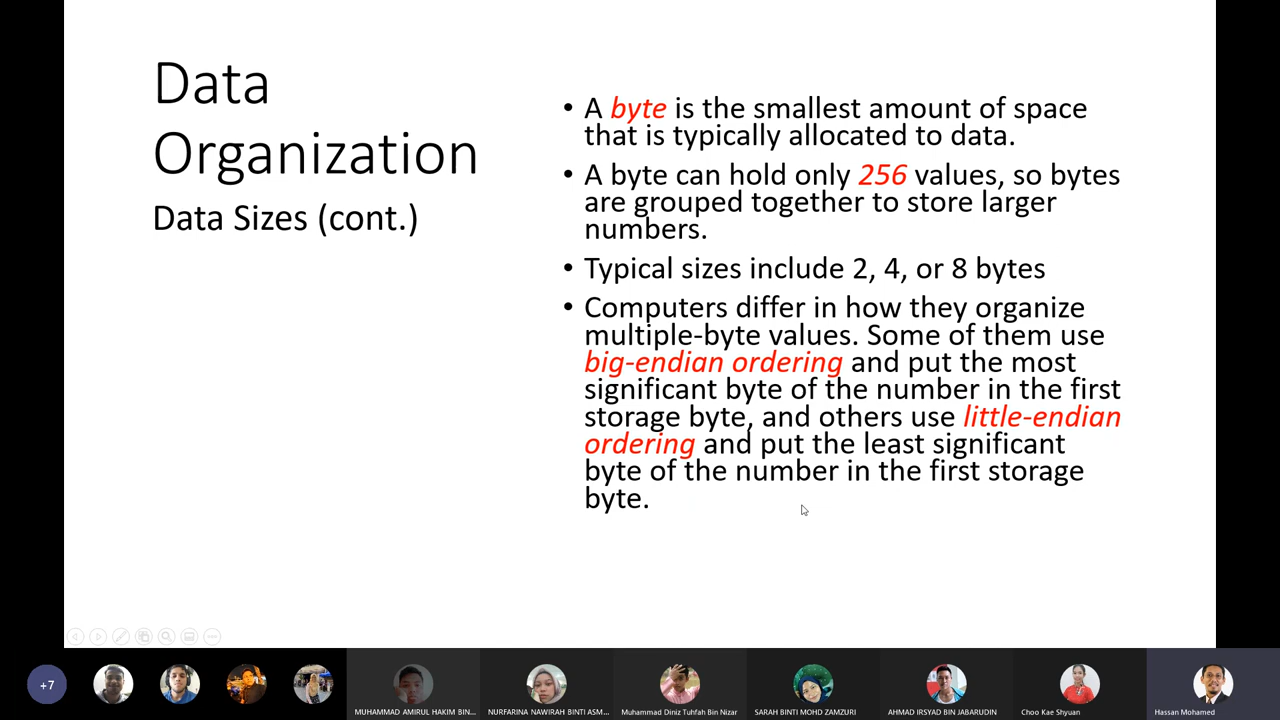 Data
Organization
Data Sizes (cont.)
• A byte is the smallest amount of space
that is typically allocated to data.
• A byte can hold only 256 values, so bytes
are grouped together to store larger
numbers.
• Typical sizes include 2, 4, or 8 bytes
• Computers differ in how they organize
multiple-byte values. Some of them use
big-endian ordering and put the most
significant byte of the number in the first
storage byte, and others use little-endian
ordering and put the least significant
byte of the number in the first storage
byte.
+7
MUHAMMAD AMIRUL HAKIM BIN...
NURFARINA NAWIRAH BINTI ASM...
Muhammad Diniz Tuhfah Bin Nizar
SARAH BINTI MOHD ZAMZURI
AHMAD IRSYAD BIN JABARUDIN
Choo Kae Shyuan
Hassan Mohamed